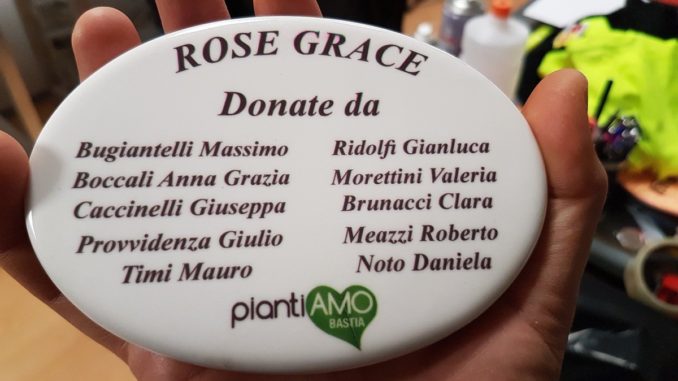 ROSE GRACE
Donate da
Bugiantelli Massimo
Boccali Anna Grazia
Caccinelli Giuseppa
Provvidenza Giulio
Timi Mauro
Ridolfi Gianluca
Morettini Valeria
Brunacci Clara
Meazzi Roberto
Noto Daniela
piantiAMO
BASTIA